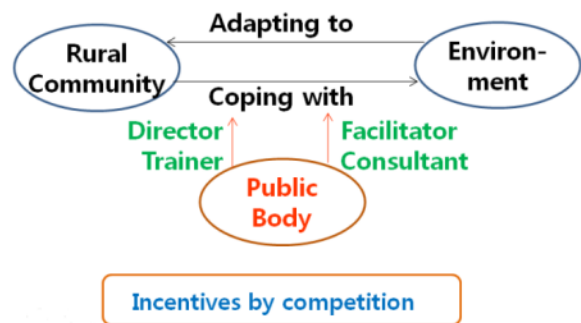 Adapting to
Rural
Community
Environ-
ment
Coping with
Director
Trainer
Facilitator
Consultant
Public
Body
Incentives by competition